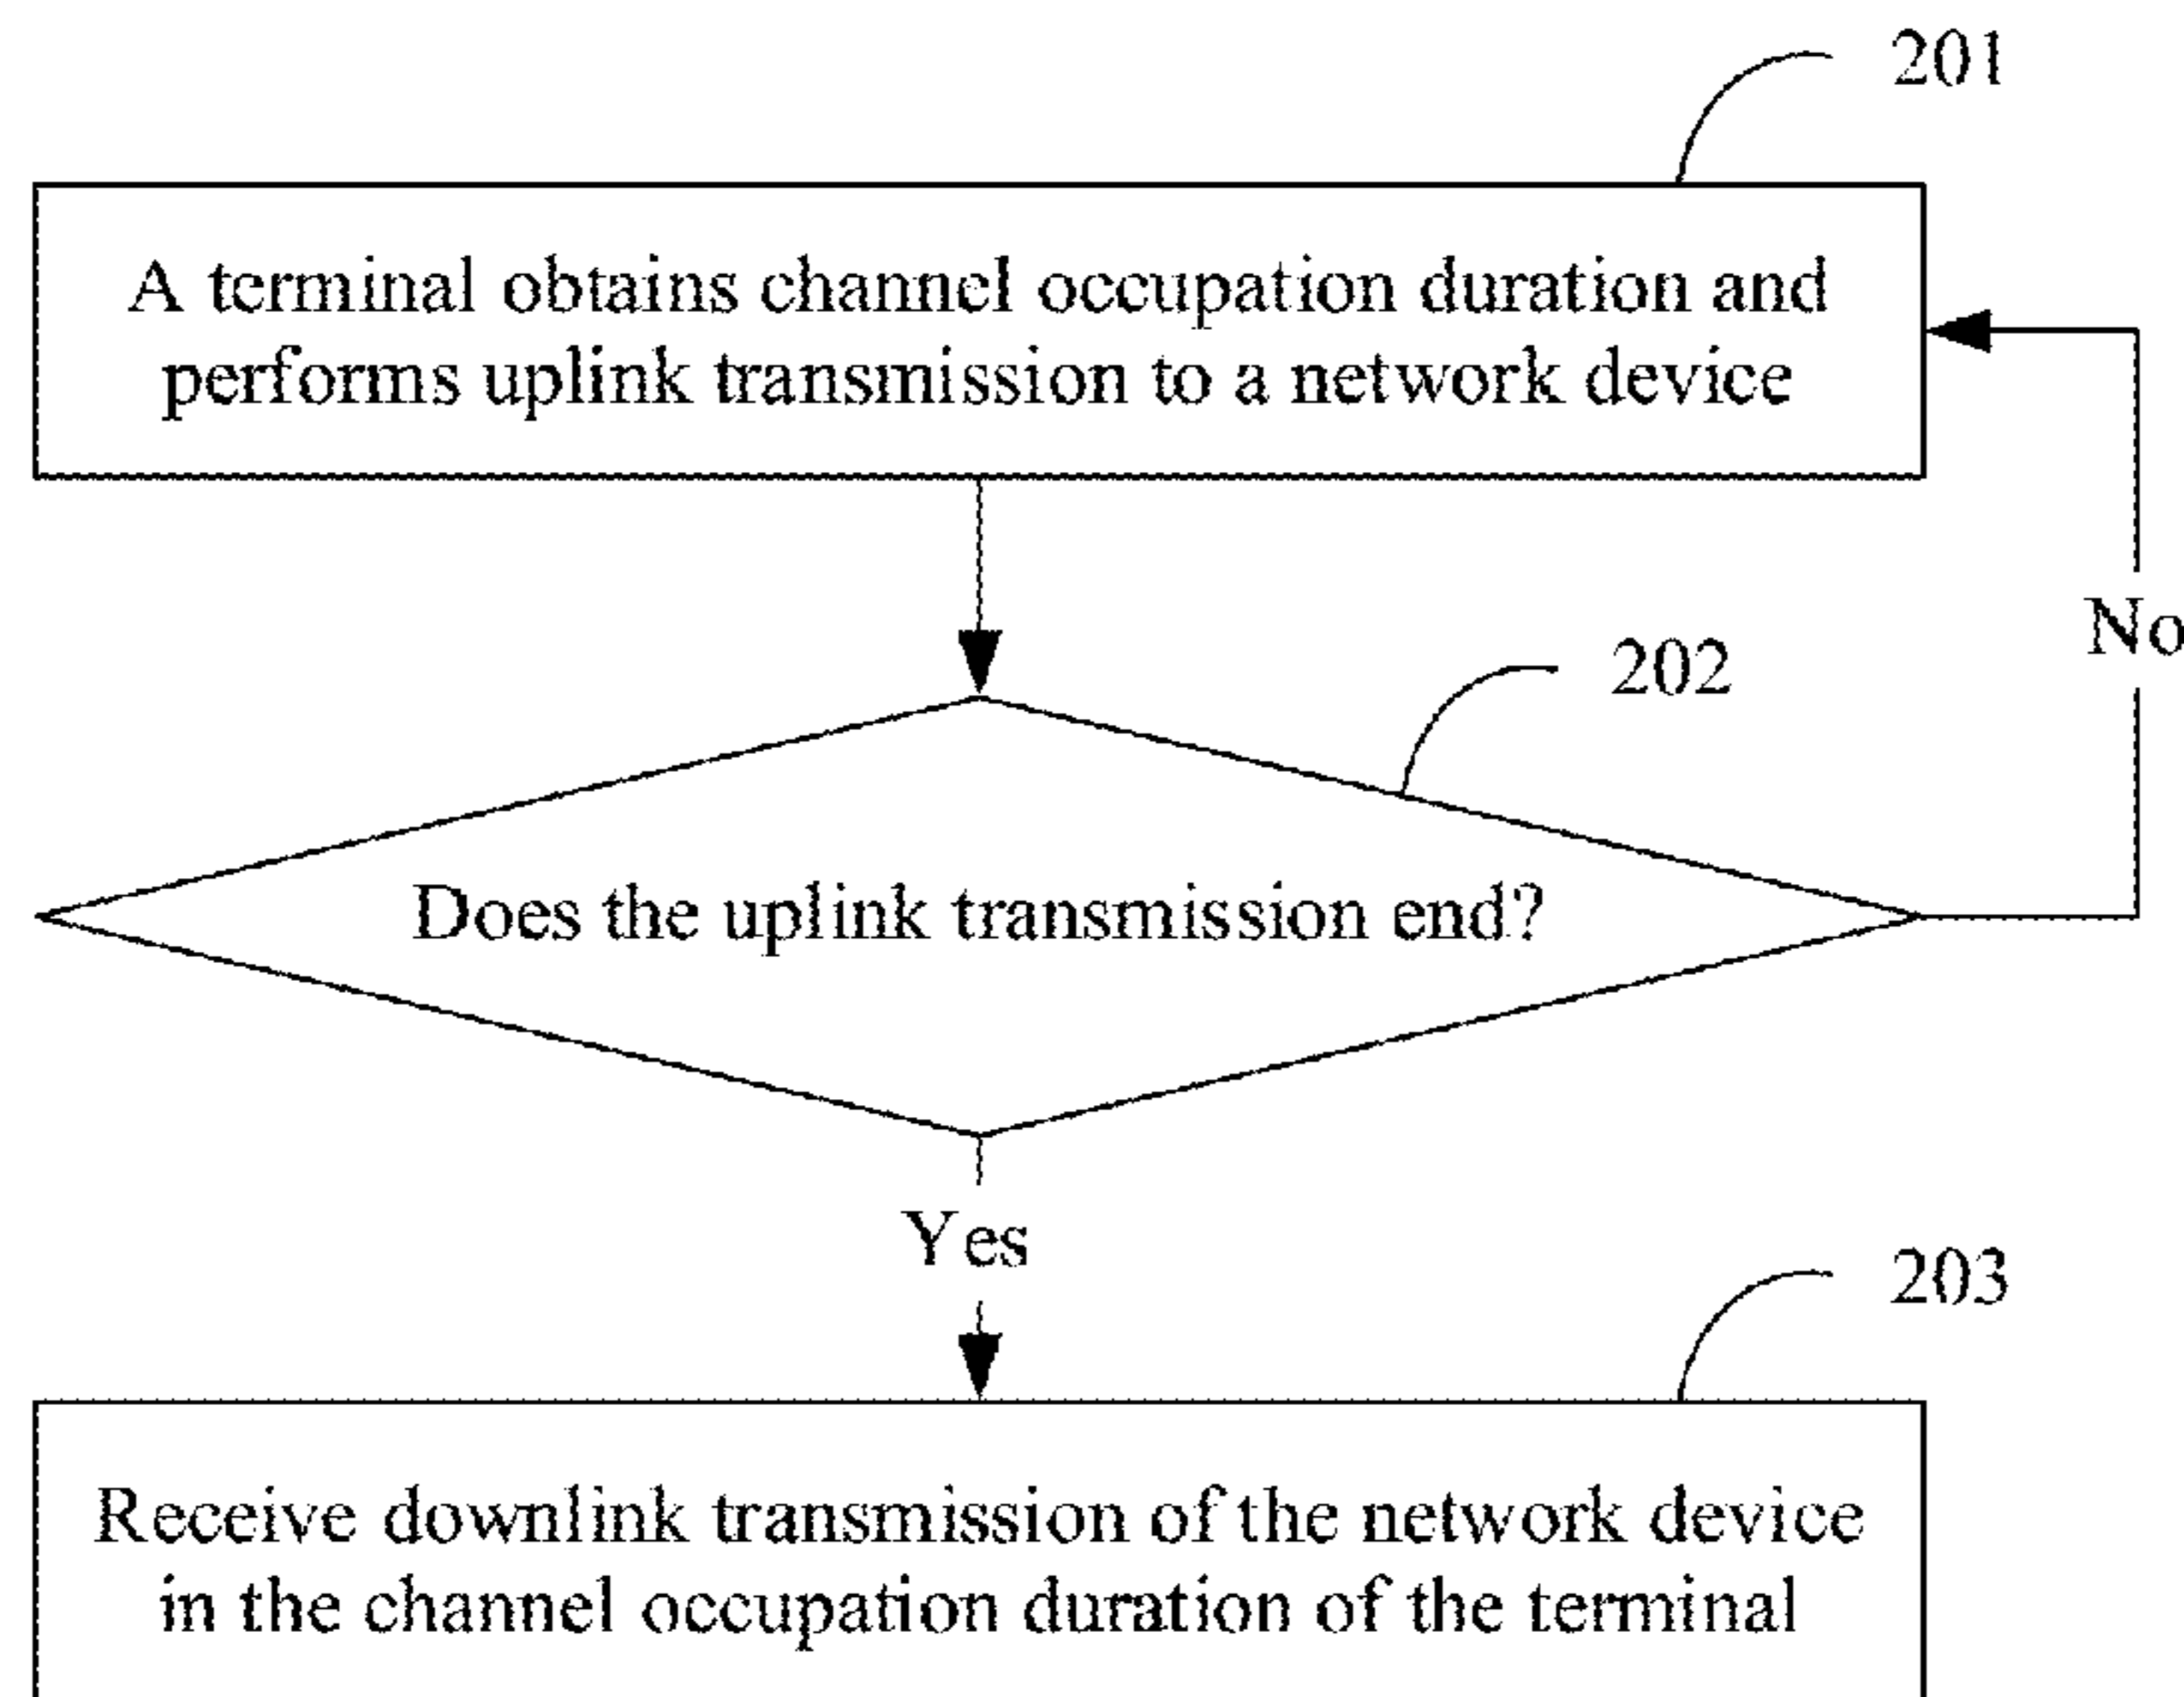 201
A terminal obtains channel occupation duration and
performs uplink transmission to a network device
No
202
Does the uplink transmission end?
Yes
203
Receive downlink transmission of the network device
in the channel occupation duration of the terminal